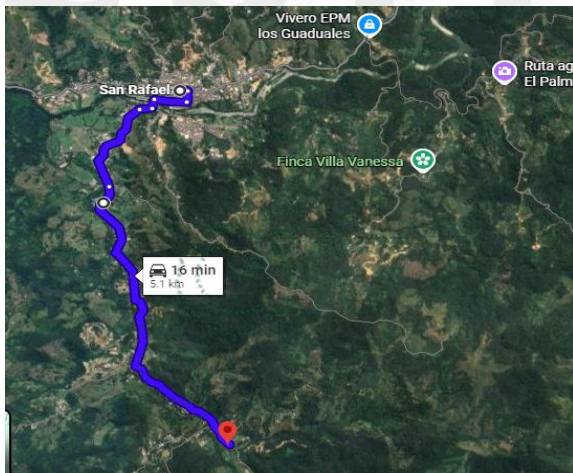 Vivero EPM
los Guaduales
San Rafael
Ruta ag
El Palm
Finca Villa Vanessa
16 min
5.1 km